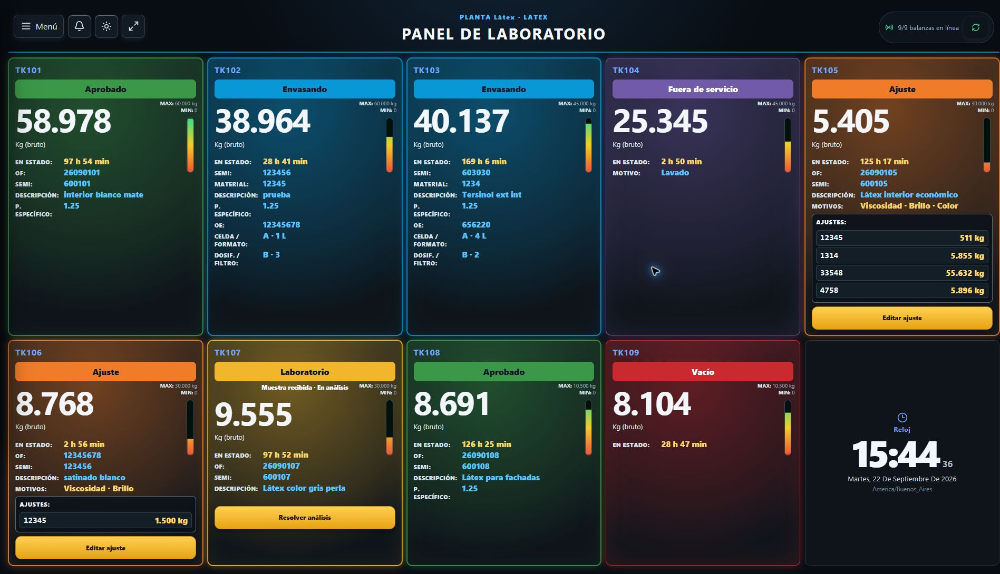 Menú
PLANTA Látex · LATEX
PANEL DE LABORATORIO
9/9 balanzas en línea
TK101
Aprobado
MAX: 60.000 kg
MIN: 0
58.978
Kg (bruto)
EN ESTADO: 97 h 54 min
OF: 26090101
SEMI: 600101
DESCRIPCIÓN: interior blanco mate
P. 1.25
ESPECÍFICO:
TK102
Envasando
MAX: 60.000 kg
MIN: 0
38.964
Kg (bruto)
EN ESTADO: 28 h 41 min
SEMI: 123456
MATERIAL: 12345
DESCRIPCIÓN: prueba
P. 1.25
ESPECÍFICO:
OE: 12345678
CELDA / A · 1 L
FORMATO:
DOSIF. / B · 3
FILTRO:
TK103
Envasando
MAX: 45.000 kg
MIN: 0
40.137
Kg (bruto)
EN ESTADO: 169 h 6 min
SEMI: 603030
MATERIAL: 1234
DESCRIPCIÓN: Tersinol ext int
P. 1.25
ESPECÍFICO:
OE: 656220
CELDA / A · 4 L
FORMATO:
DOSIF. / B · 2
FILTRO:
TK104
Fuera de servicio
MAX: 45.000 kg
MIN: 0
25.345
Kg (bruto)
EN ESTADO: 2 h 50 min
MOTIVO: Lavado
TK105
Ajuste
MAX: 30.000 kg
MIN: 0
5.405
Kg (bruto)
EN ESTADO: 125 h 17 min
OF: 26090105
SEMI: 600105
DESCRIPCIÓN: Látex interior económico
MOTIVOS: Viscosidad · Brillo · Color
AJUSTES:
12345 511 kg
1314 5.855 kg
33548 55.632 kg
4758 5.896 kg
Editar ajuste
TK106
Ajuste
MAX: 30.000 kg
MIN: 0
8.768
Kg (bruto)
EN ESTADO: 2 h 56 min
OF: 12345678
SEMI: 123456
DESCRIPCIÓN: satinado blanco
MOTIVOS: Viscosidad · Brillo
AJUSTES:
12345 1.500 kg
Editar ajuste
TK107
Laboratorio
Muestra recibida · En análisis
MAX: 30.000 kg
MIN: 0
9.555
Kg (bruto)
EN ESTADO: 97 h 52 min
OF: 26090107
SEMI: 600107
DESCRIPCIÓN: Látex color gris perla
Resolver análisis
TK108
Aprobado
MAX: 10.500 kg
MIN: 0
8.691
Kg (bruto)
EN ESTADO: 126 h 25 min
OF: 26090108
SEMI: 600108
DESCRIPCIÓN: Látex para fachadas
P. 1.25
ESPECÍFICO:
TK109
Vacío
MAX: 10.500 kg
MIN: 0
8.104
Kg (bruto)
EN ESTADO: 28 h 47 min
Reloj
15:44 36
Martes, 22 De Septiembre De 2026
America/Buenos_Aires